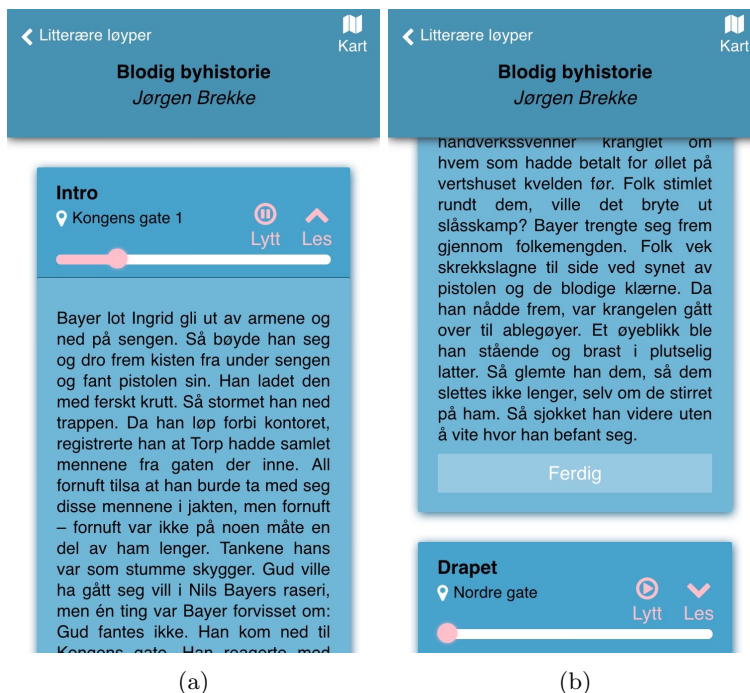 Litterære løyper
Kart
Blodig byhistorie
Jørgen Brekke
Intro
Kongens gate 1
Lytt Les
Bayer lot Ingrid gli ut av armene og
ned på sengen. Så bøyde han seg
og dro frem kisten fra under sengen
og fant pistolen sin. Han ladet den
med ferskt krutt. Så stormet han ned
trappen. Da han løp forbi kontoret,
registrerte han at Torp hadde samlet
mennene fra gaten der inne. All
fornuft tilsa at han burde ta med seg
disse mennene i jakten, men fornuft
– fornuft var ikke på noen måte en
del av ham lenger. Tankene hans
var som stumme skygger. Gud ville
ha gått seg vill i Nils Bayers raseri,
men én ting var Bayer forvisset om:
Gud fantes ikke. Han kom ned til
Kongens gate. Han reagerte med
(a)
Litterære løyper
Kart
Blodig byhistorie
Jørgen Brekke
handverkssvenner kranglet om
hvem som hadde betalt for øllet på
vertshuset kvelden før. Folk stimlet
rundt dem, ville det bryte ut
slåsskamp? Bayer trengte seg frem
gjennom folkemengden. Folk vek
skrekkslagne til side ved synet av
pistolen og de blodige klærne. Da
han nådde frem, var krangelen gått
over til ablegøyer. Et øyeblikk ble
han stående og brast i plutselig
latter. Så glemte han dem, så dem
slettes ikke lenger, selv om de stirret
på ham. Så sjokket han videre uten
å vite hvor han befant seg.
Ferdig
Drapet
Nordre gate
Lytt Les
(b)